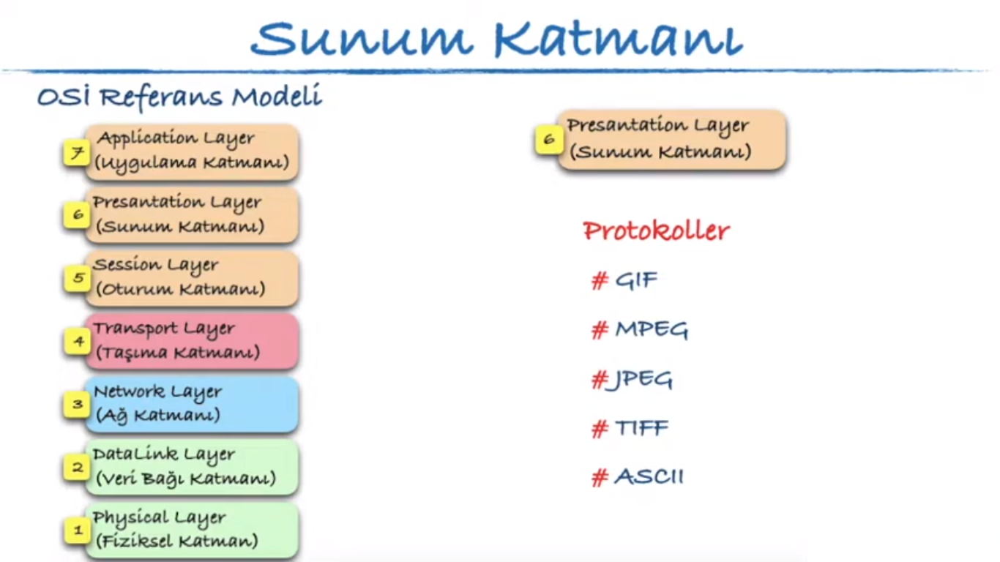 Sunum Katmanı
OSİ Referans Modeli
7
Application Layer
(Uygulama Katmanı)
6
Presantation Layer
(Sunum Katmanı)
5
Session Layer
(Oturum Katmanı)
4
Transport Layer
(Taşıma Katmanı)
3
Network Layer
(Ağ Katmanı)
2
DataLink Layer
(Veri Bağı Katmanı)
1
Physical Layer
(Fiziksel Katman)
6
Presantation Layer
(Sunum Katmanı)
Protokoller
# GIF
# MPEG
# JPEG
# TIFF
# ASCII